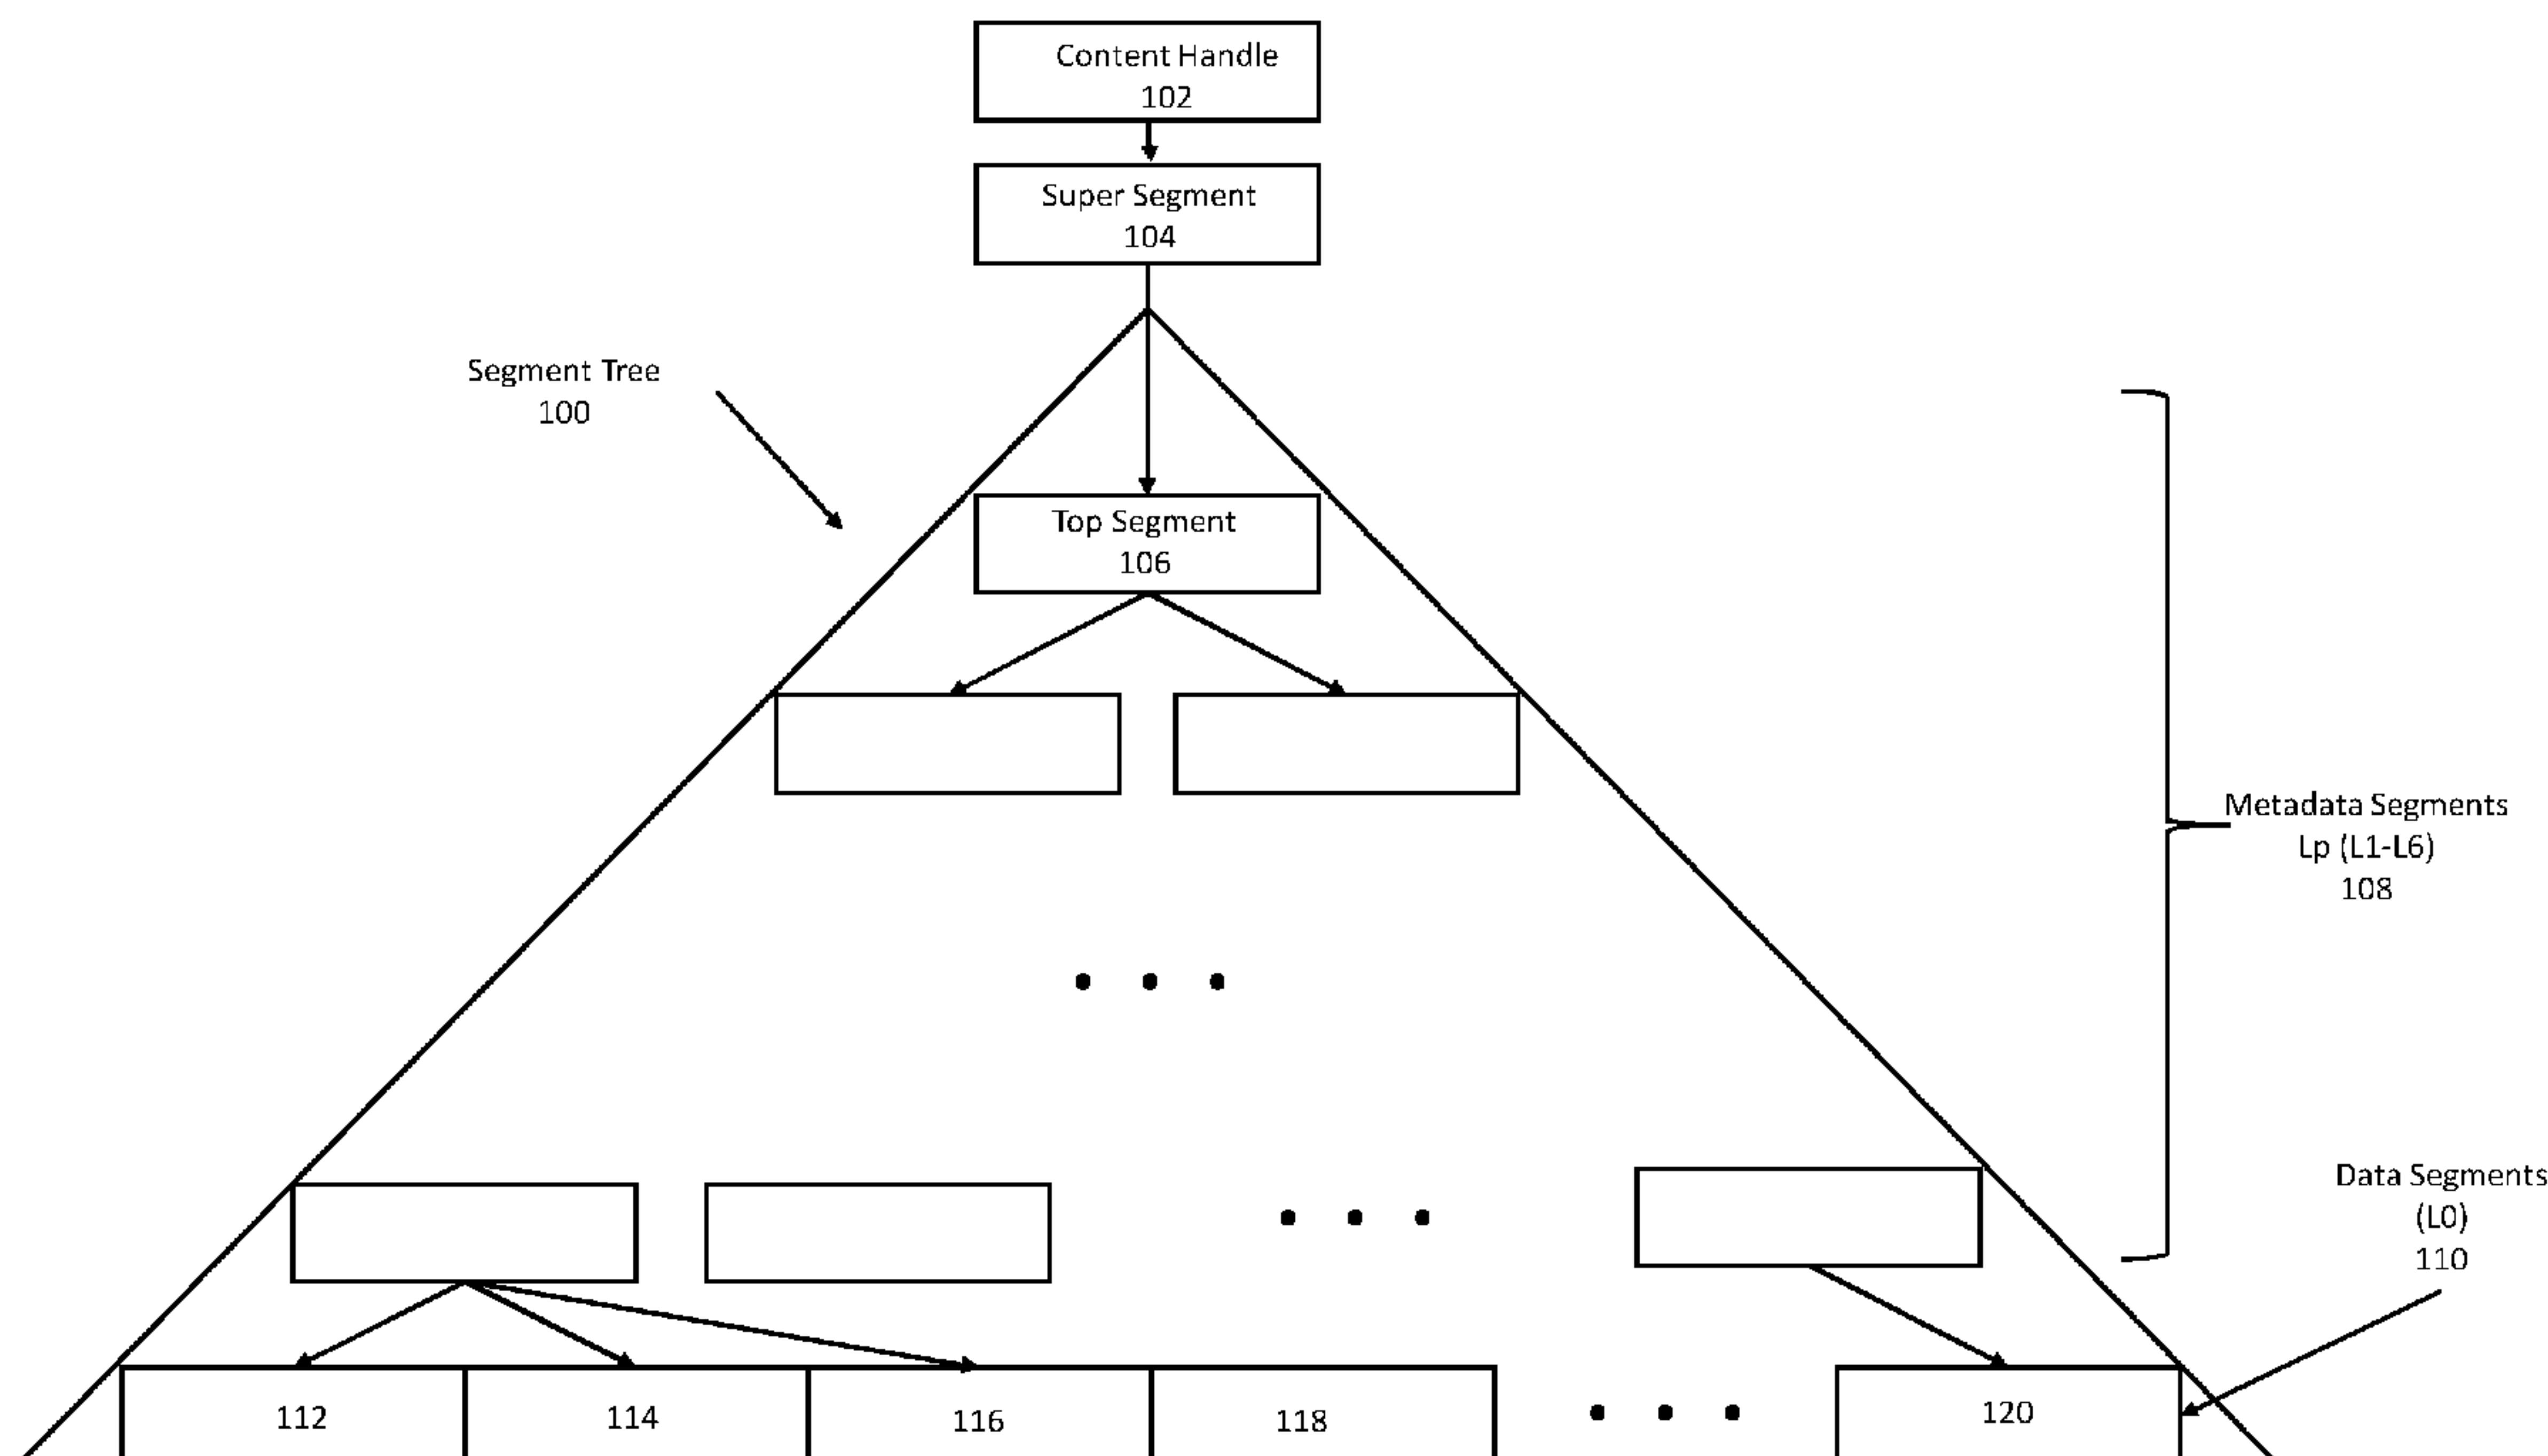 Content Handle
102
Super Segment
104
Segment Tree
100
Top Segment
106
Metadata Segments
Lp (L1-L6)
108
Data Segments
(L0)
110
112
114
116
118
120